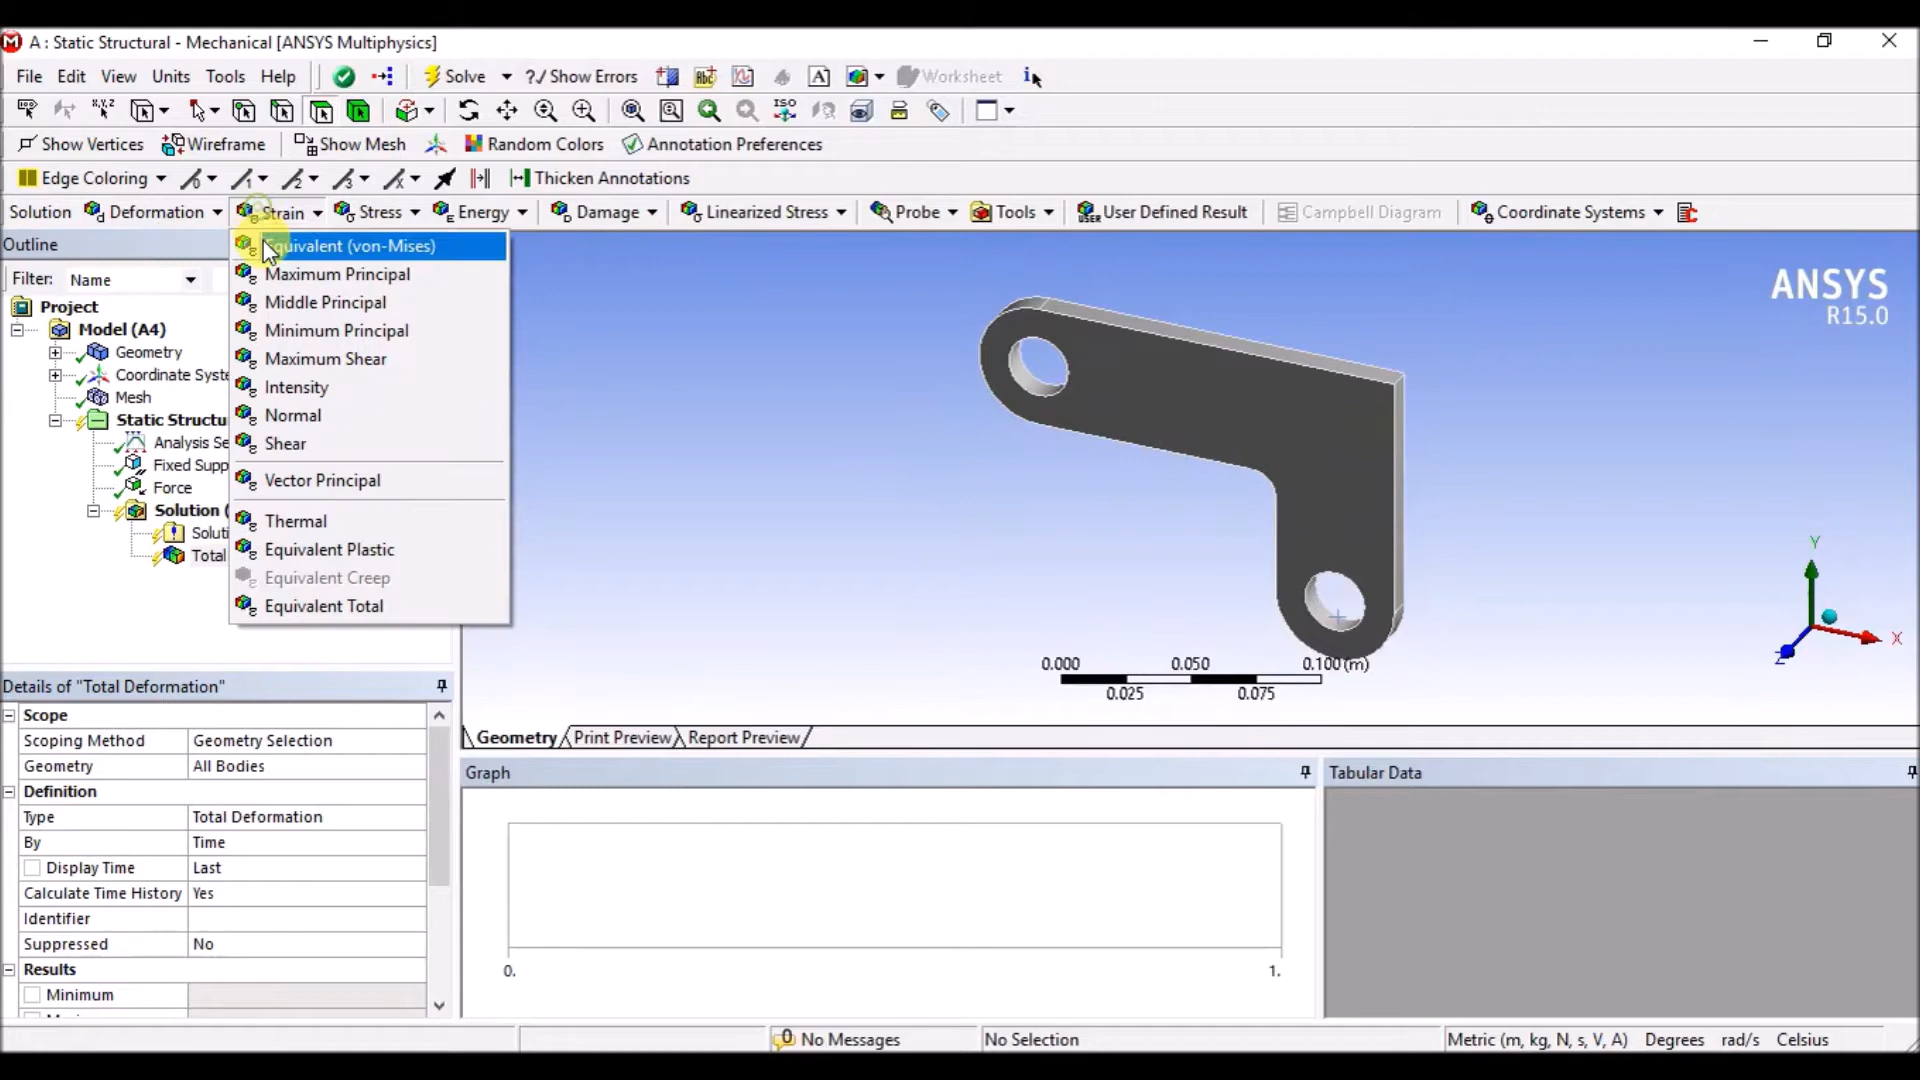 A : Static Structural - Mechanical [ANSYS Multiphysics]
File Edit View Units Tools Help Solve ?/ Show Errors Worksheet
Show Vertices Wireframe Show Mesh Random Colors Annotation Preferences
Edge Coloring Thicken Annotations
Solution Deformation Strain Stress Energy Damage Linearized Stress Probe Tools User Defined Result Campbell Diagram Coordinate Systems
Outline
Filter: Name
Project
Model (A4)
Geometry
Coordinate Syste
Mesh
Static Structu
Analysis Se
Fixed Supp
Force
Solution (
Soluti
Total
Equivalent (von-Mises)
Maximum Principal
Middle Principal
Minimum Principal
Maximum Shear
Intensity
Normal
Shear
Vector Principal
Thermal
Equivalent Plastic
Equivalent Creep
Equivalent Total
ANSYS
R15.0
Y
X
Z
0.000 0.050 0.100 (m)
0.025 0.075
Geometry Print Preview Report Preview
Details of "Total Deformation"
Scope
Scoping Method Geometry Selection
Geometry All Bodies
Definition
Type Total Deformation
By Time
Display Time Last
Calculate Time History Yes
Identifier
Suppressed No
Results
Minimum
Graph
0. 1.
Tabular Data
0 No Messages No Selection Metric (m, kg, N, s, V, A) Degrees rad/s Celsius